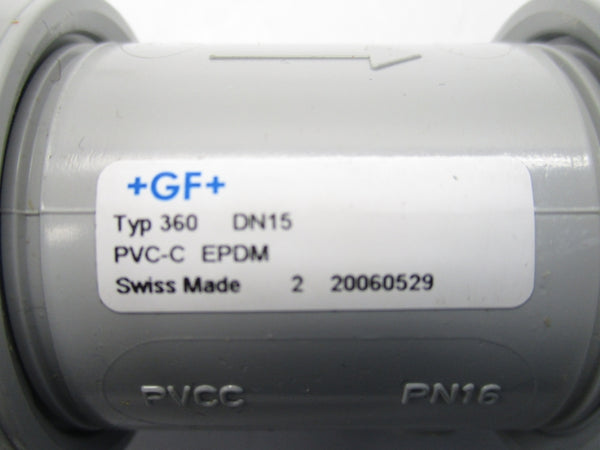 +GF+
Typ 360 DN15
PVC-C EPDM
Swiss Made 2 20060529
PVCC PN16